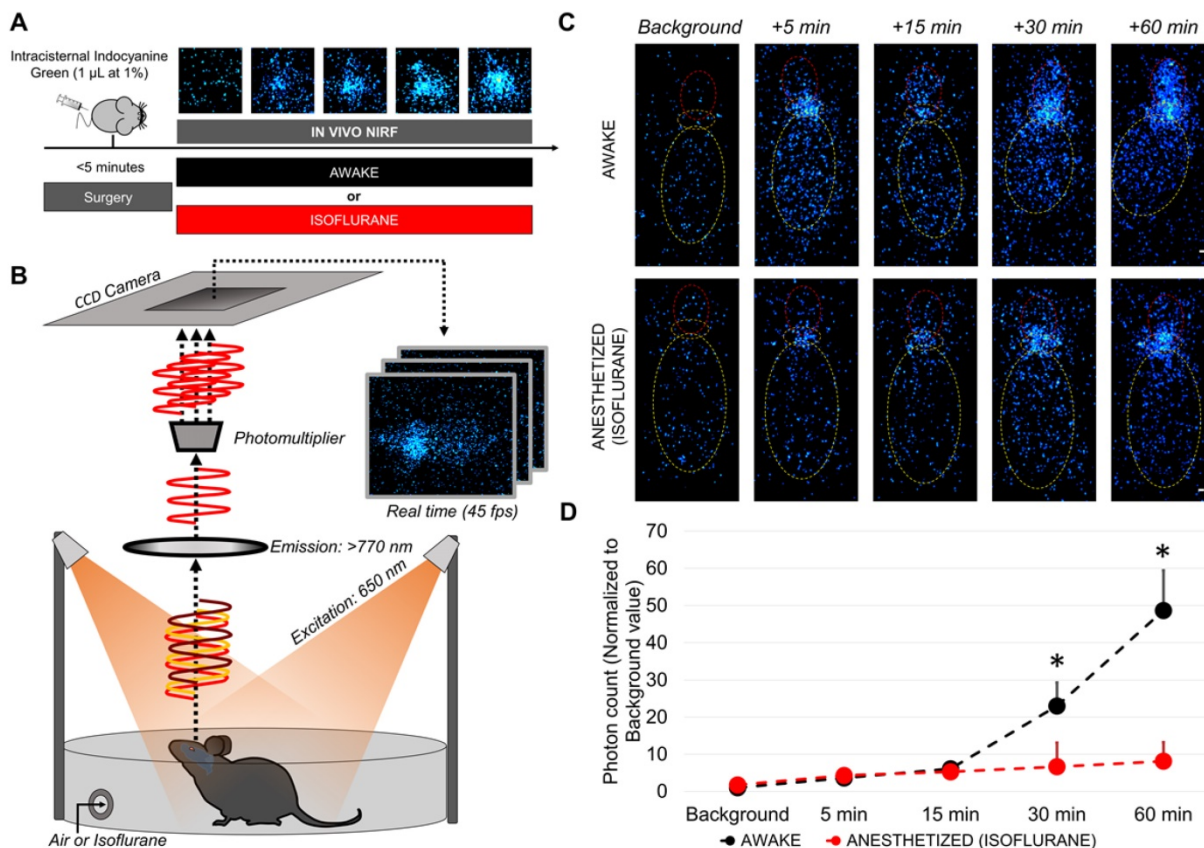 A
Intracisternal Indocyanine
Green (1 µL at 1%)
<5 minutes
Surgery
IN VIVO NIRF
AWAKE
or
ISOFLURANE
B
CCD Camera
Photomultiplier
Real time (45 fps)
Emission: >770 nm
Excitation: 650 nm
Air or Isoflurane
C
Background
+5 min
+15 min
+30 min
+60 min
AWAKE
ANESTHETIZED
(ISOFLURANE)
D
Photon count (Normalized to
Background value)
70
60
50
40
30
20
10
0
*
*
Background
5 min
15 min
30 min
60 min
AWAKE
ANESTHETIZED (ISOFLURANE)